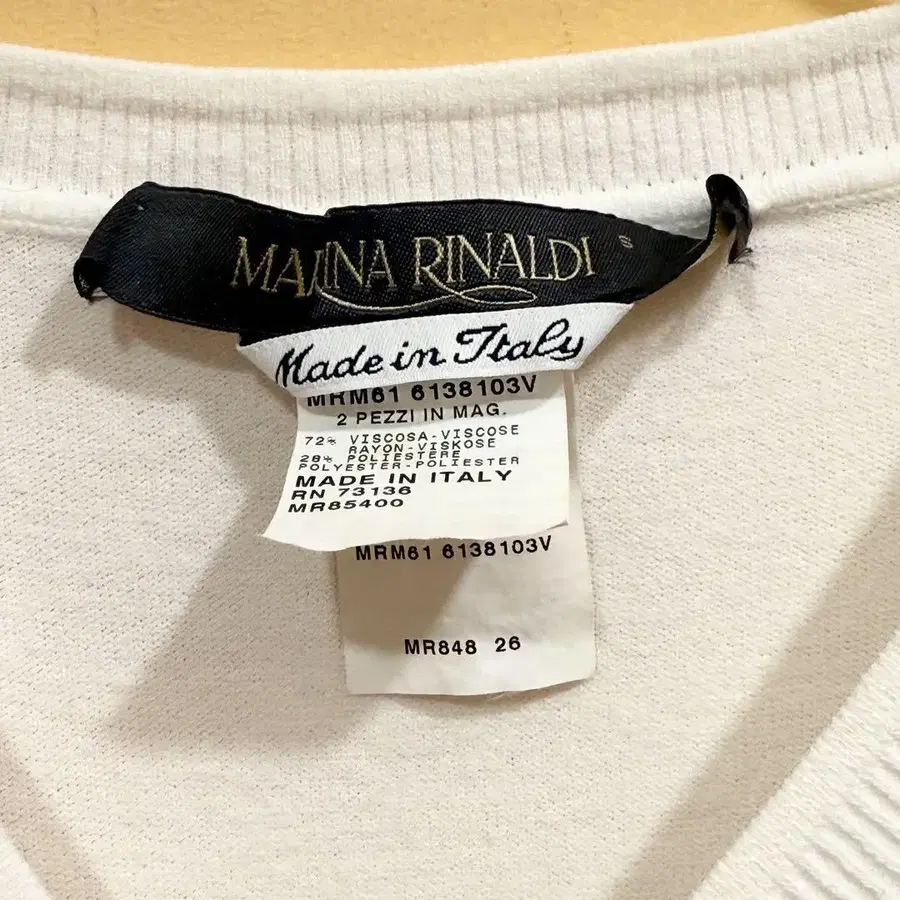 MARINA RINALDI
S
Made in Italy
MRM61 6138103V
2 PEZZI IN MAG.
72% VISCOSA-VISCOSE
RAYON-VISKOSE
28% POLIESTERE
POLYESTER-POLIESTER
MADE IN ITALY
RN 73136
MR85400
MRM61 6138103V
MR848 26